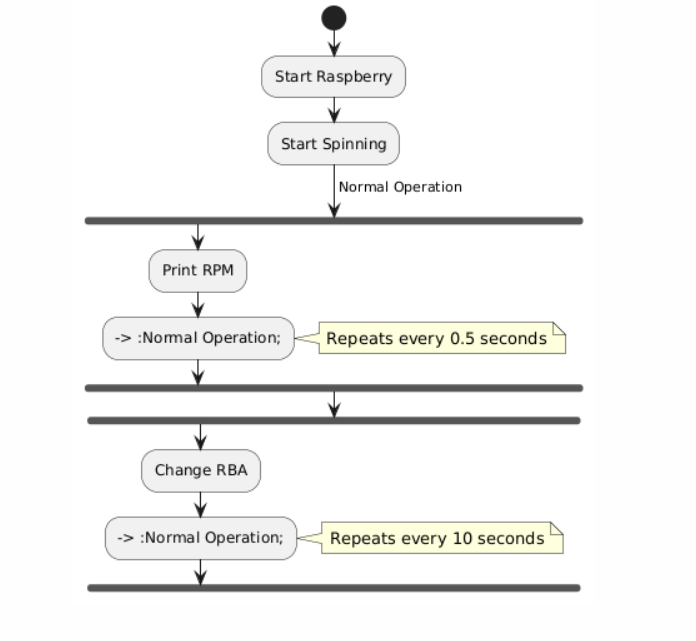 Start Raspberry
Start Spinning
Normal Operation
Print RPM
-> :Normal Operation;
Repeats every 0.5 seconds
Change RBA
-> :Normal Operation;
Repeats every 10 seconds